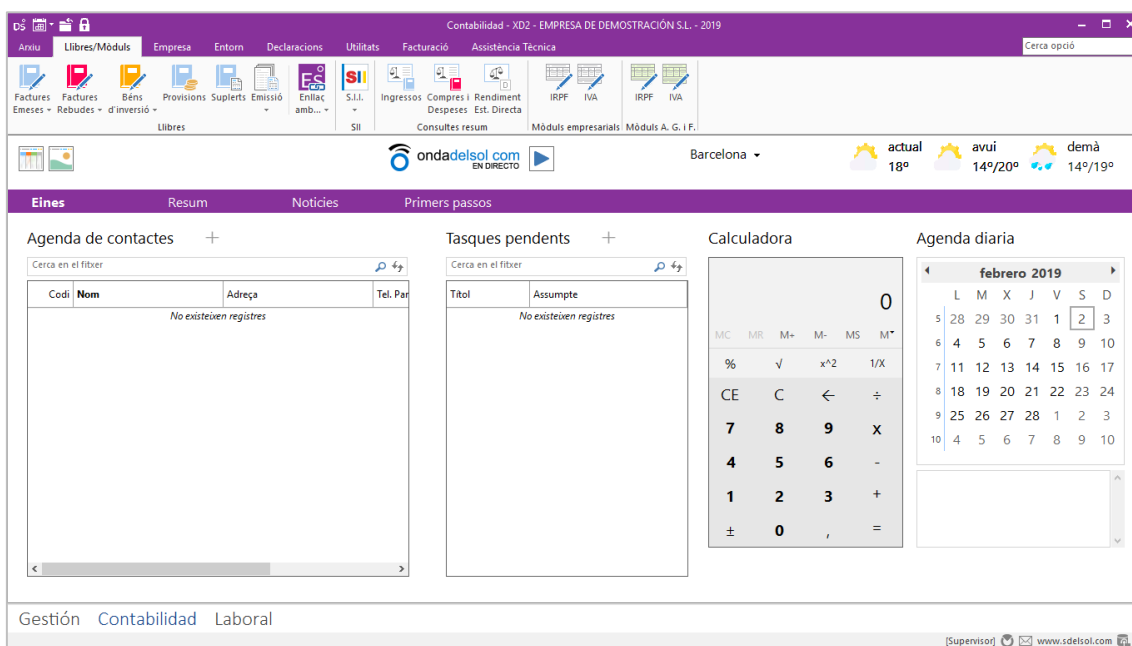 DS
Contabilidad - XD2 - EMPRESA DE DEMOSTRACIÓN S.L. - 2019
Arxiu Llibres/Mòduls Empresa Entorn Declaracions Utilitats Facturació Assistència Tècnica Cerca opció
Factures Emeses
Factures Rebudes
Béns d'inversió
Provisions
Suplerts
Emissió
Enllaç amb...
S.I.I.
Ingressos
Compres i Despeses
Rendiment Est. Directa
IRPF IVA
IRPF IVA
Llibres SII Consultes resum Mòduls empresarials Mòduls A. G. i F.
ondadelsol com
EN DIRECTO
Barcelona
actual 18º
avui 14º/20º
demà 14º/19º
Eines Resum Noticies Primers passos
Agenda de contactes +
Cerca en el fitxer
Codi Nom Adreça Tel. Par
No existeixen registres
Tasques pendents +
Cerca en el fitxer
Títol Assumpte
No existeixen registres
Calculadora
0
MC MR M+ M- MS M
% √ x^2 1/X
CE C ← ÷
7 8 9 x
4 5 6 -
1 2 3 +
± 0 , =
Agenda diaria
febrero 2019
L M X J V S D
5 28 29 30 31 1 2 3
6 4 5 6 7 8 9 10
7 11 12 13 14 15 16 17
8 18 19 20 21 22 23 24
9 25 26 27 28 1 2 3
10 4 5 6 7 8 9 10
Gestión Contabilidad Laboral
[Supervisor] www.sdelsol.com